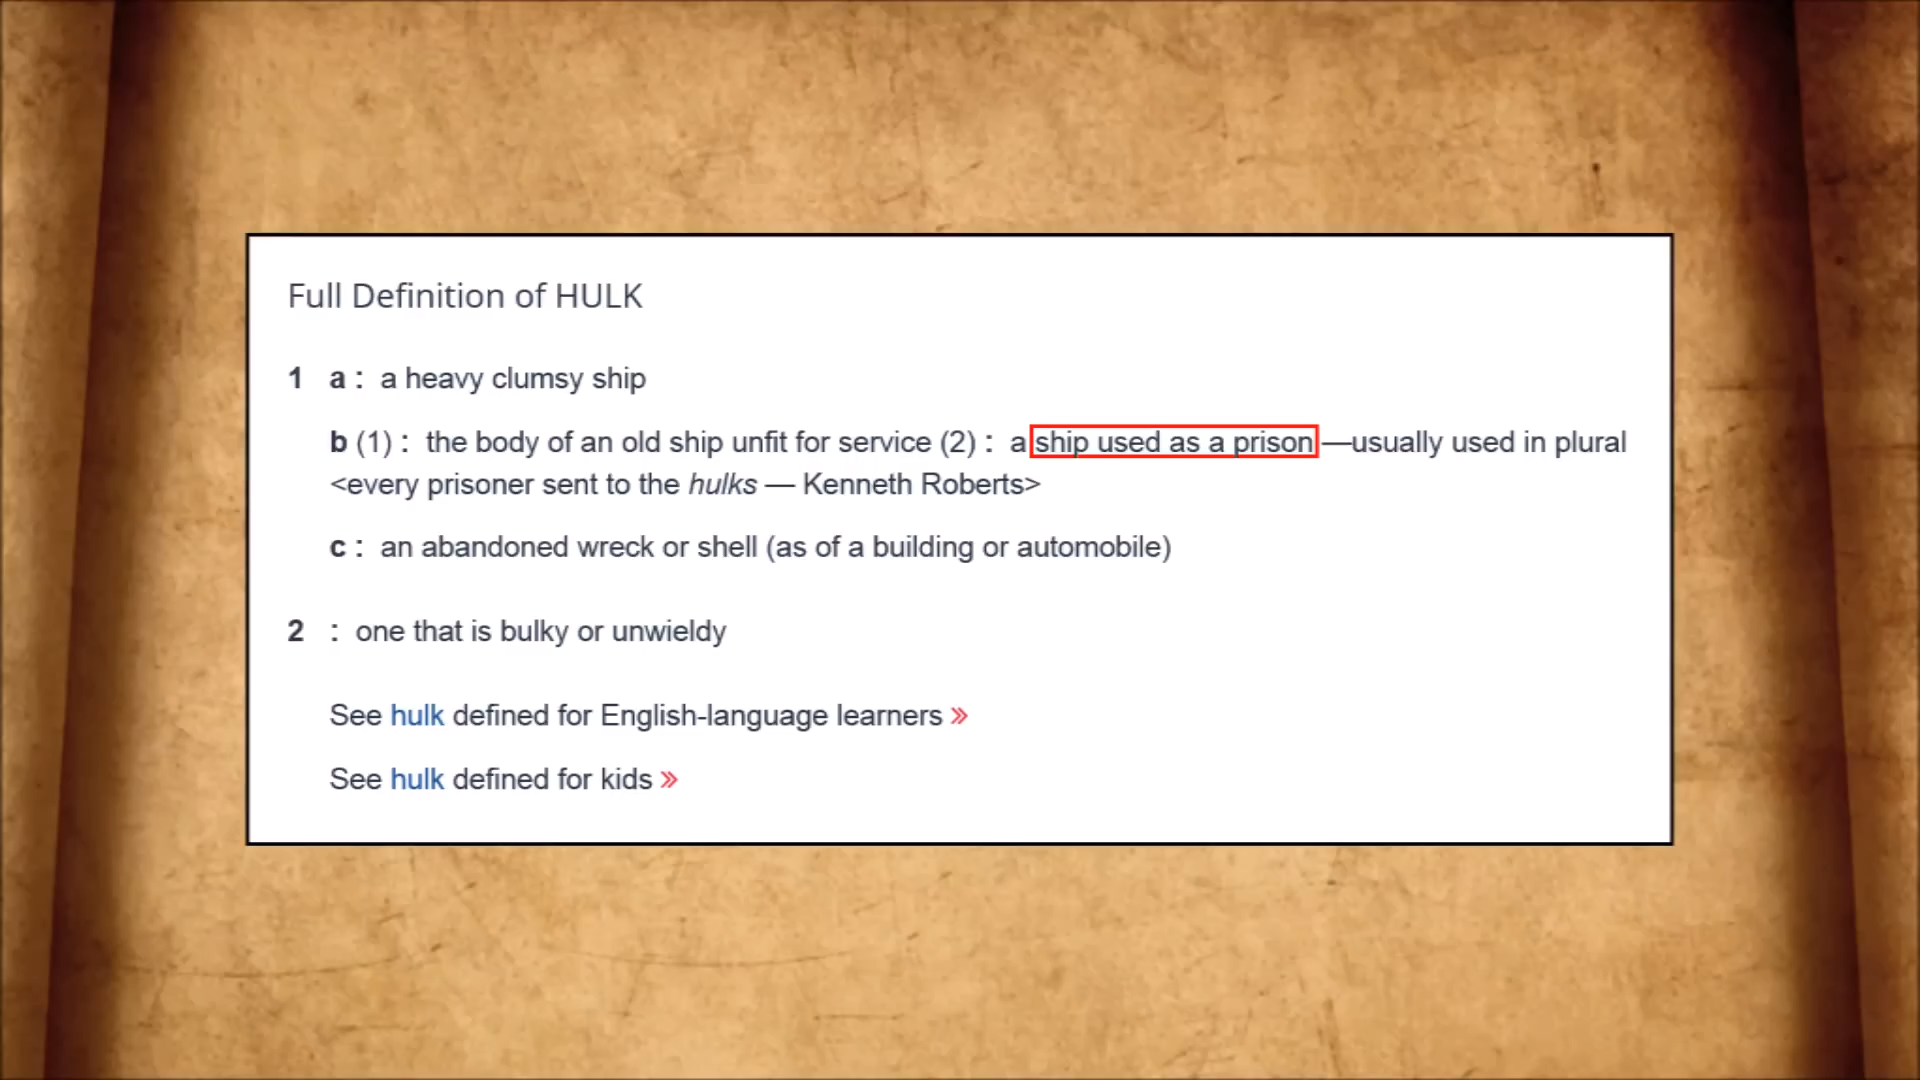 Full Definition of HULK
1 a : a heavy clumsy ship
b (1) : the body of an old ship unfit for service (2) : a ship used as a prison —usually used in plural
<every prisoner sent to the hulks — Kenneth Roberts>
c : an abandoned wreck or shell (as of a building or automobile)
2 : one that is bulky or unwieldy
See hulk defined for English-language learners »
See hulk defined for kids »